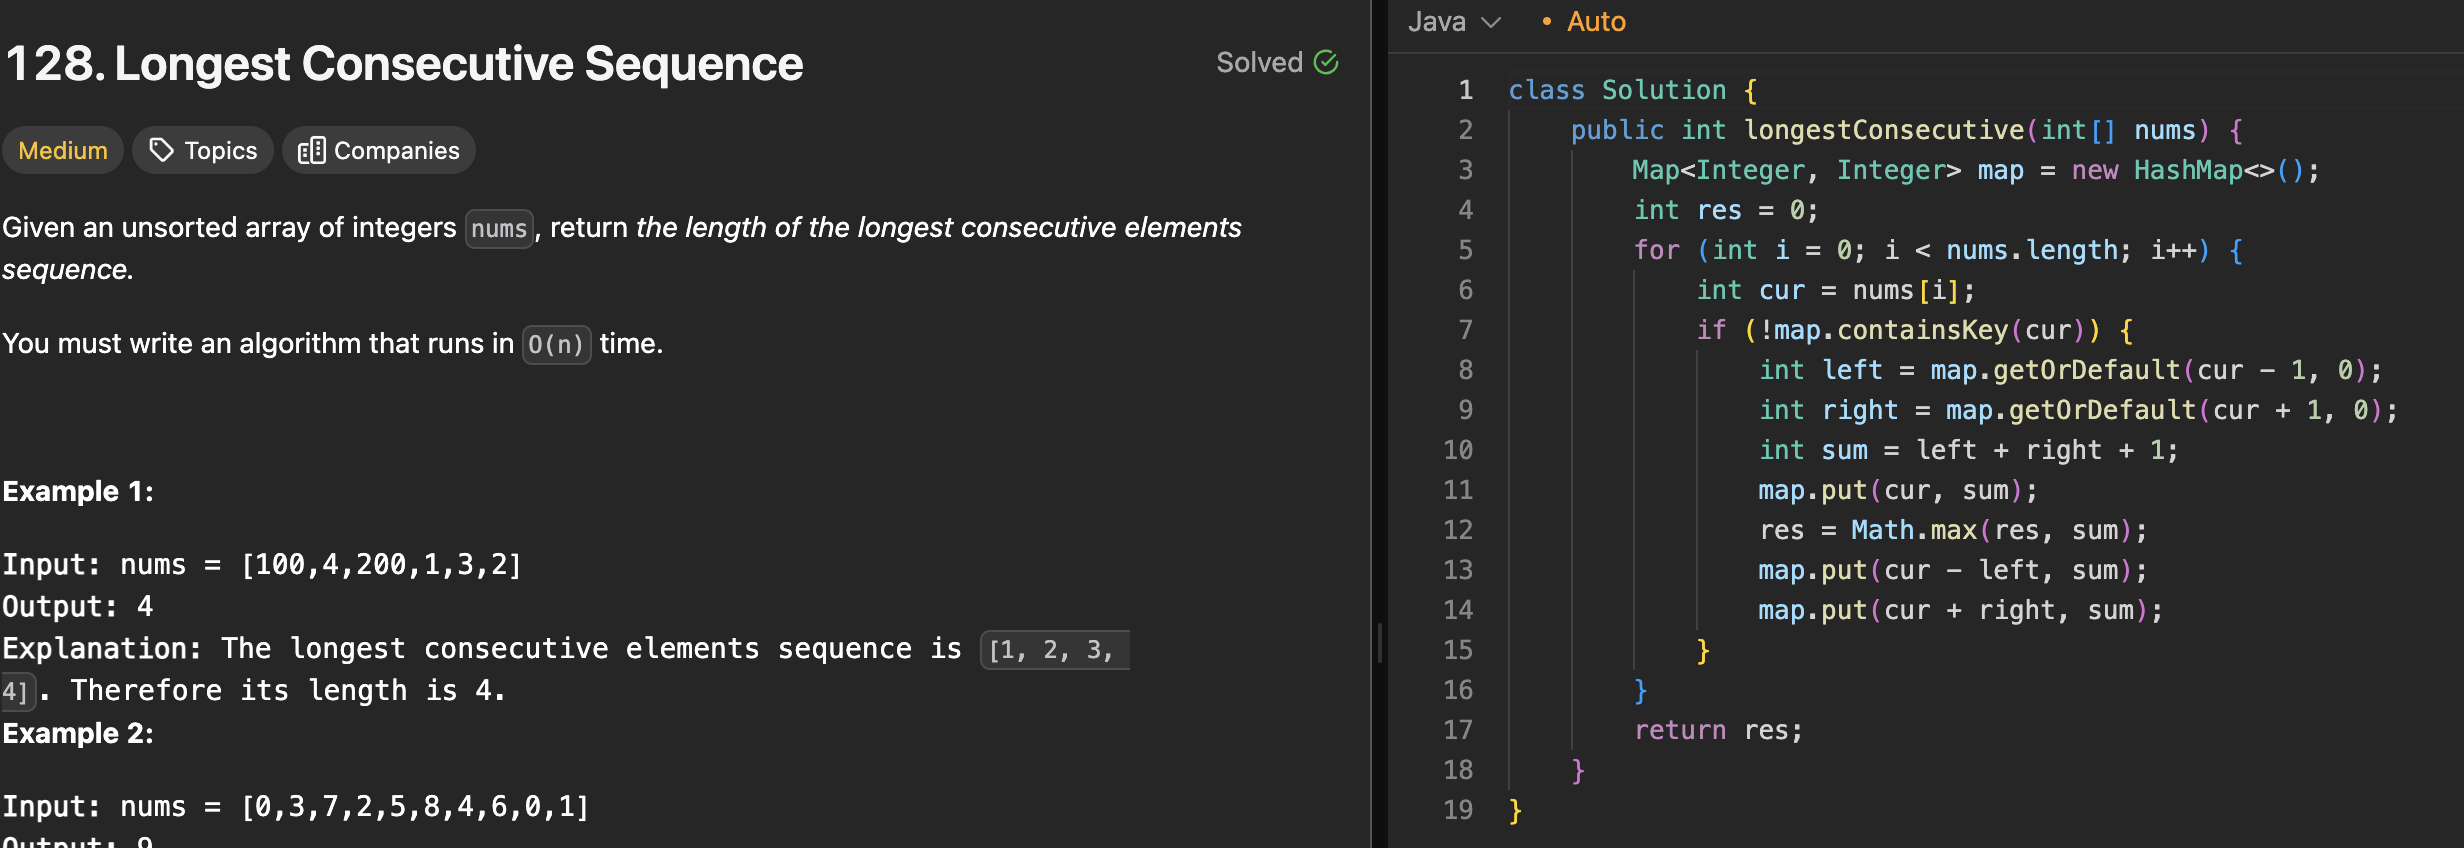 128. Longest Consecutive Sequence
Solved
Medium
Topics
Companies
Given an unsorted array of integers nums, return the length of the longest consecutive elements
sequence.
You must write an algorithm that runs in O(n) time.
Example 1:
Input: nums = [100,4,200,1,3,2]
Output: 4
Explanation: The longest consecutive elements sequence is [1, 2, 3,
4]. Therefore its length is 4.
Example 2:
Input: nums = [0,3,7,2,5,8,4,6,0,1]
Output: 9
Java
• Auto
1 class Solution {
2     public int longestConsecutive(int[] nums) {
3         Map<Integer, Integer> map = new HashMap<>();
4         int res = 0;
5         for (int i = 0; i < nums.length; i++) {
6             int cur = nums[i];
7             if (!map.containsKey(cur)) {
8                 int left = map.getOrDefault(cur - 1, 0);
9                 int right = map.getOrDefault(cur + 1, 0);
10                 int sum = left + right + 1;
11                 map.put(cur, sum);
12                 res = Math.max(res, sum);
13                 map.put(cur - left, sum);
14                 map.put(cur + right, sum);
15             }
16         }
17         return res;
18     }
19 }